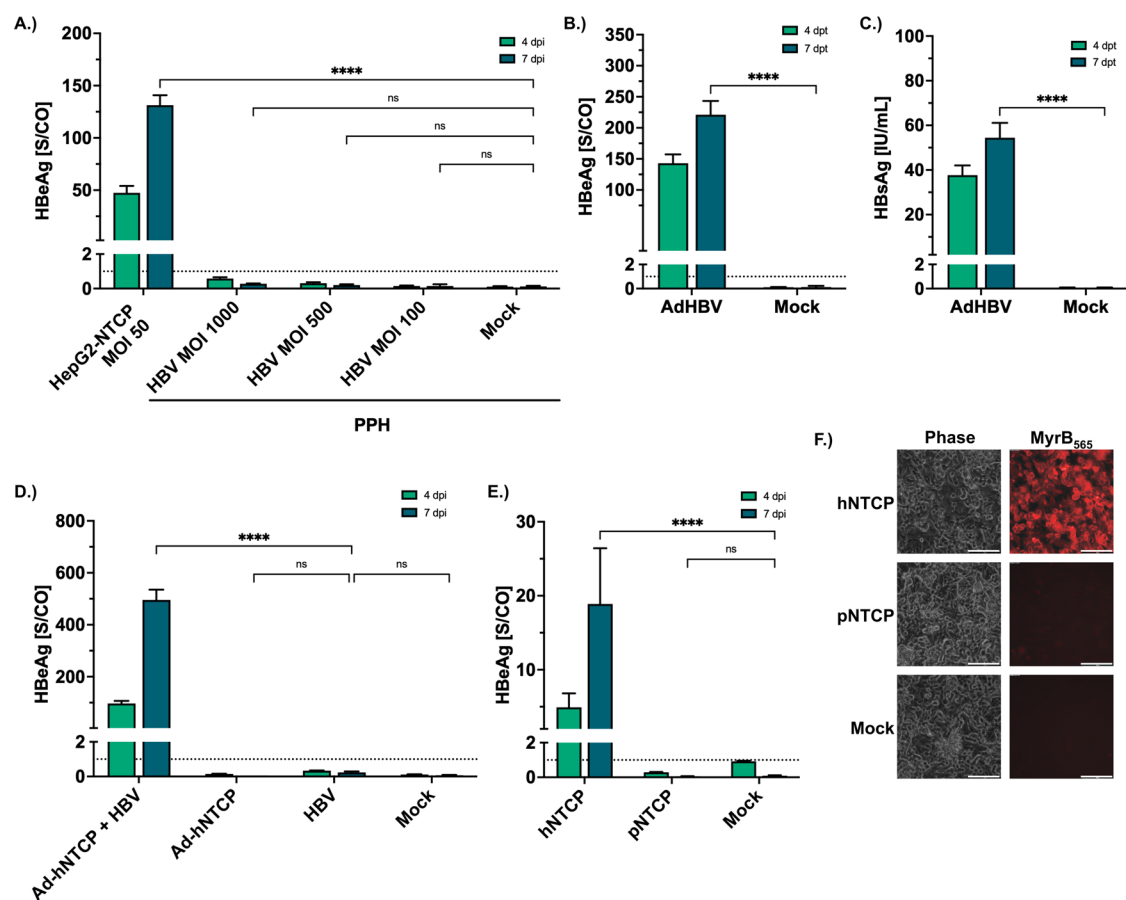 A.)
HBeAg [S/CO]
200
150
100
50
2
0
4 dpi
7 dpi
****
ns
ns
ns
HepG2-NTCP
MOI 50
HBV MOI 1000
HBV MOI 500
HBV MOI 100
Mock
PPH
B.)
HBeAg [S/CO]
350
300
250
200
150
100
2
0
4 dpt
7 dpt
****
AdHBV
Mock
C.)
HBsAg [IU/mL]
100
80
60
40
20
2
0
4 dpt
7 dpt
****
AdHBV
Mock
D.)
HBeAg [S/CO]
800
600
400
200
2
0
4 dpi
7 dpi
****
ns
ns
Ad-hNTCP + HBV
Ad-hNTCP
HBV
Mock
E.)
HBeAg [S/CO]
30
20
10
2
0
4 dpi
7 dpi
****
ns
hNTCP
pNTCP
Mock
F.)
Phase
MyrB565
hNTCP
pNTCP
Mock